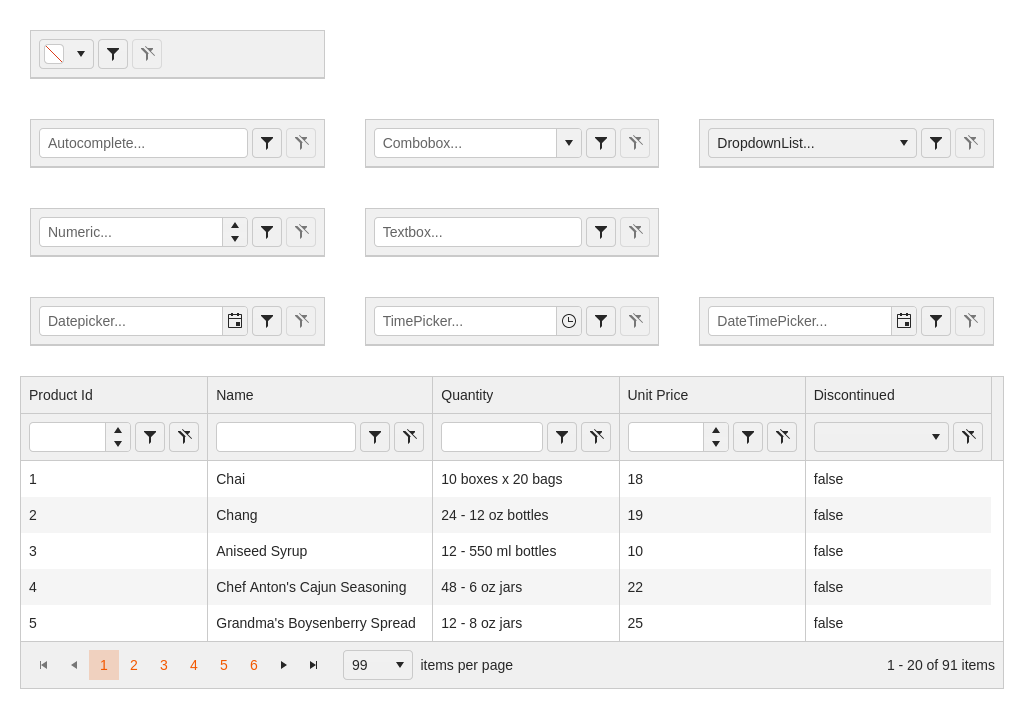 Autocomplete... Combobox... DropdownList...
Numeric... Textbox...
Datepicker... TimePicker... DateTimePicker...
Product Id Name Quantity Unit Price Discontinued
1 Chai 10 boxes x 20 bags 18 false
2 Chang 24 - 12 oz bottles 19 false
3 Aniseed Syrup 12 - 550 ml bottles 10 false
4 Chef Anton's Cajun Seasoning 48 - 6 oz jars 22 false
5 Grandma's Boysenberry Spread 12 - 8 oz jars 25 false
1 2 3 4 5 6 99 items per page 1 - 20 of 91 items